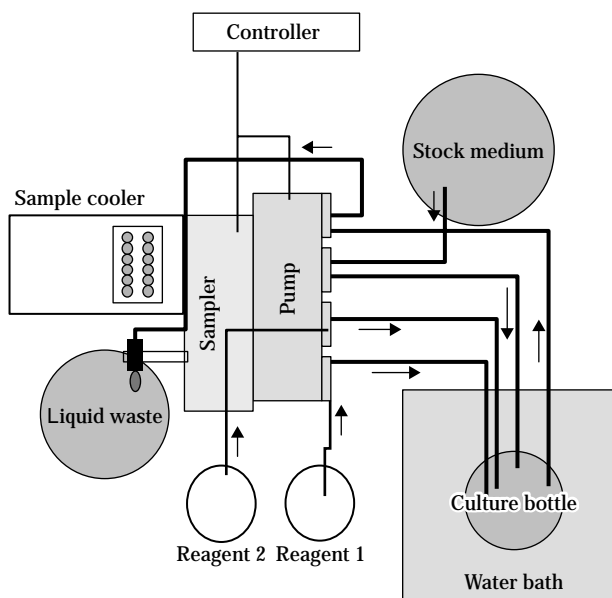 Controller
Stock medium
Sample cooler
Sampler
Pump
Liquid waste
Culture bottle
Reagent 2
Reagent 1
Water bath